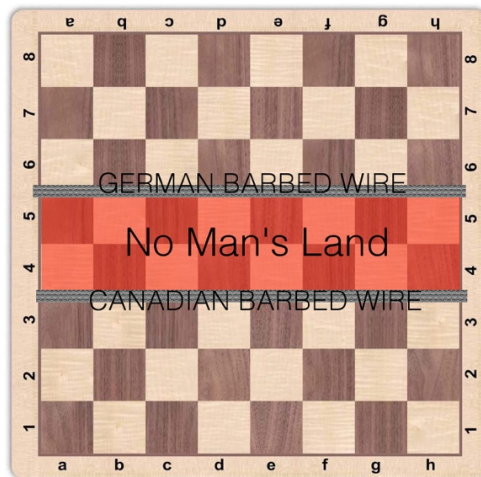 a b c d e f g h
8 8
7 7
6 6
GERMAN BARBED WIRE
5 5
No Man's Land
4 4
CANADIAN BARBED WIRE
3 3
2 2
1 1
a b c d e f g h